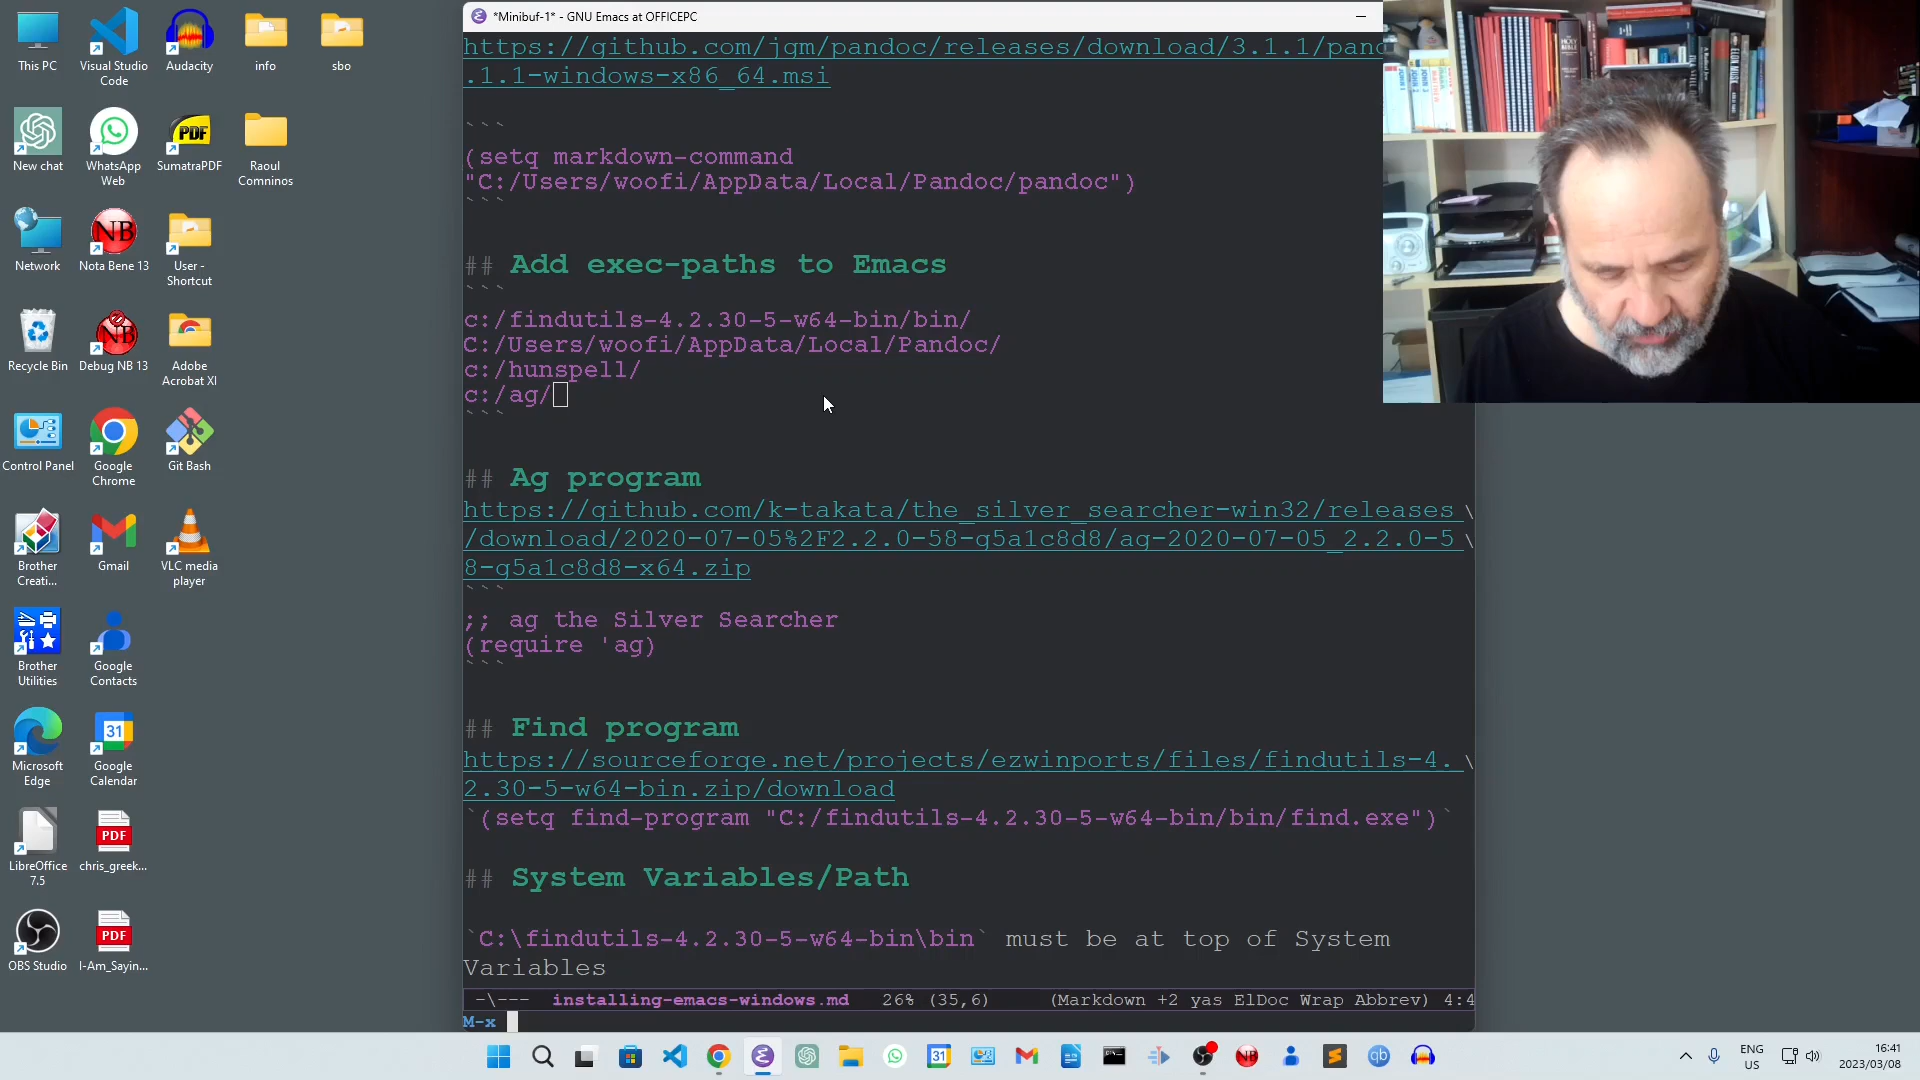 *Minibuf-1* - GNU Emacs at OFFICEPC
https://github.com/jgm/pandoc/releases/download/3.1.1/pand
.1.1-windows-x86_64.msi
```
(setq markdown-command
"C:/Users/woofi/AppData/Local/Pandoc/pandoc")
```
## Add exec-paths to Emacs
```
c:/findutils-4.2.30-5-w64-bin/bin/
C:/Users/woofi/AppData/Local/Pandoc/
c:/hunspell/
c:/ag/
```
## Ag program
https://github.com/k-takata/the_silver_searcher-win32/releases\
/download/2020-07-05%2F2.2.0-58-g5a1c8d8/ag-2020-07-05_2.2.0-5\
8-g5a1c8d8-x64.zip
```
;; ag the Silver Searcher
(require 'ag)
```
## Find program
https://sourceforge.net/projects/ezwinports/files/findutils-4.\
2.30-5-w64-bin.zip/download
`(setq find-program "C:/findutils-4.2.30-5-w64-bin/bin/find.exe")`
## System Variables/Path
`C:\findutils-4.2.30-5-w64-bin\bin` must be at top of System
Variables
-\--- installing-emacs-windows.md 26% (35,6) (Markdown +2 yas ElDoc Wrap Abbrev) 4:4
M-x
This PC
Visual Studio
Code
Audacity
info
sbo
New chat
WhatsApp
Web
PDF
SumatraPDF
Raoul
Comninos
Network
NB
Nota Bene 13
User -
Shortcut
Recycle Bin
NB
Debug NB 13
Adobe
Acrobat XI
Control Panel
Google
Chrome
Git Bash
Brother
Creati...
Gmail
VLC media
player
Brother
Utilities
Google
Contacts
Microsoft
Edge
31
Google
Calendar
LibreOffice
7.5
PDF
chris_greek...
OBS Studio
PDF
I-Am_Sayin...
31
NB
qb
ENG
US
16:41
2023/03/08